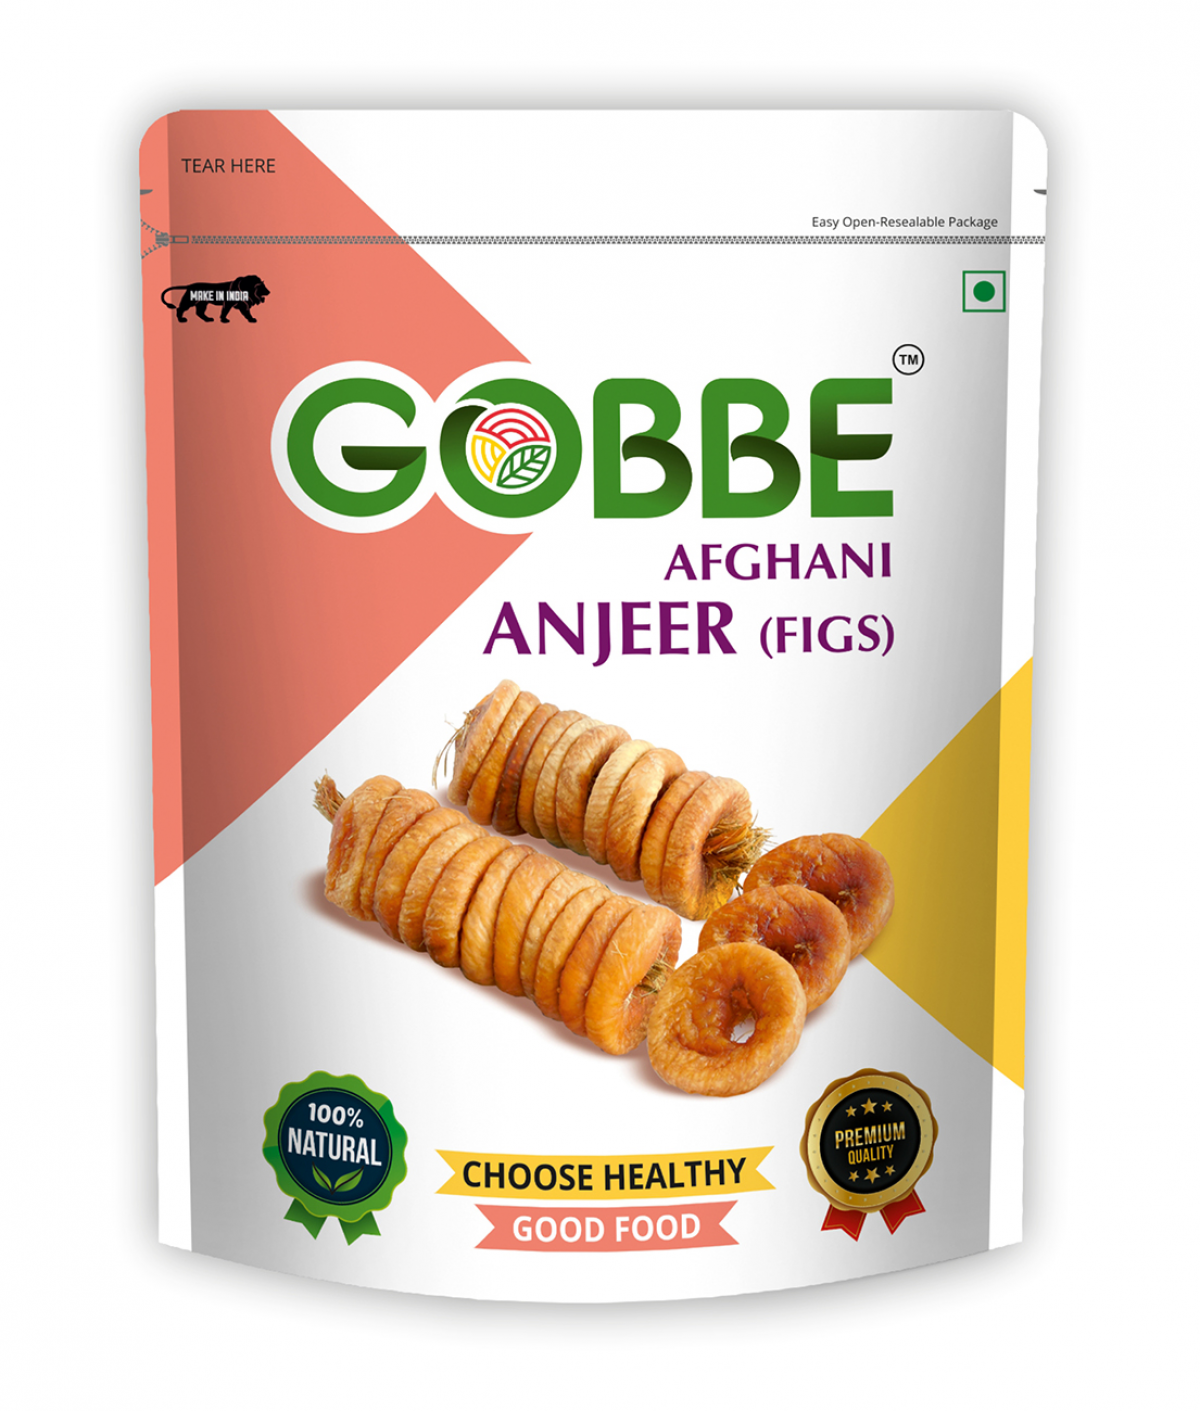 TEAR HERE
Easy Open-Resealable Package
MAKE IN INDIA
GOBBE
TM
AFGHANI
ANJEER (FIGS)
100%
NATURAL
PREMIUM
QUALITY
CHOOSE HEALTHY
GOOD FOOD